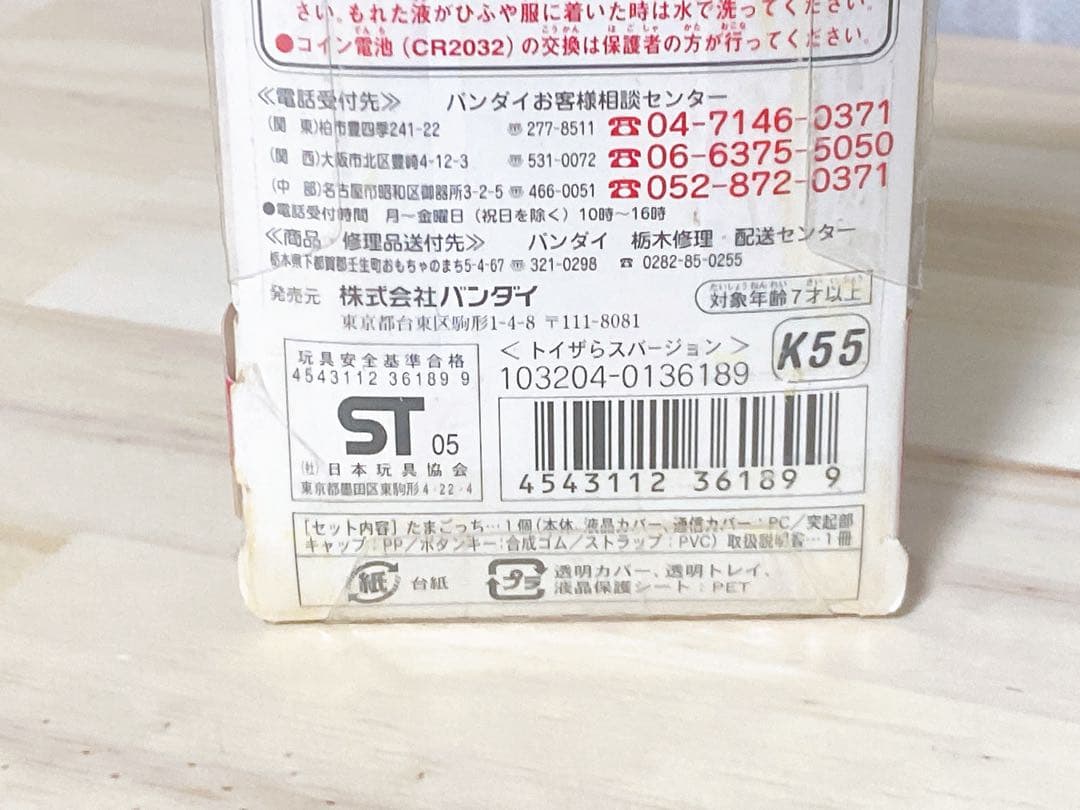 さい。もれた液がひふや服に着いた時は水で洗ってください。
●コイン電池(CR2032)の交換は保護者の方が行ってください。
≪電話受付先≫ バンダイお客様相談センター
(関 東)柏市豊四季241-22 〠277-8511 ☎04-7146-0371
(関 西)大阪市北区豊崎4-12-3 〠531-0072 ☎06-6375-5050
(中 部)名古屋市昭和区御器所3-2-5 〠466-0051 ☎052-872-0371
●電話受付時間 月〜金曜日(祝日を除く)10時〜16時
≪商品・修理品送付先≫ バンダイ 栃木修理・配送センター
栃木県下都賀郡壬生町おもちゃのまち5-4-67 〠321-0298 ☎0282-85-0255
発売元 株式会社バンダイ
対象年齢7才以上
東京都台東区駒形1-4-8 〒111-8081
玩具安全基準合格
4543112 36189 9
ST 05
(社)日本玩具協会
東京都墨田区東駒形4-22-4
<トイザらスバージョン>
K55
103204-0136189
4543112 36189 9
【セット内容】たまごっち…1個(本体、液晶カバー、通信カバー:PC/突起部
キャップ:PP/ボタンキー:合成ゴム/ストラップ:PVC)取扱説明書…1冊
紙 台紙
プラ 透明カバー、透明トレイ、
液晶保護シート:PET